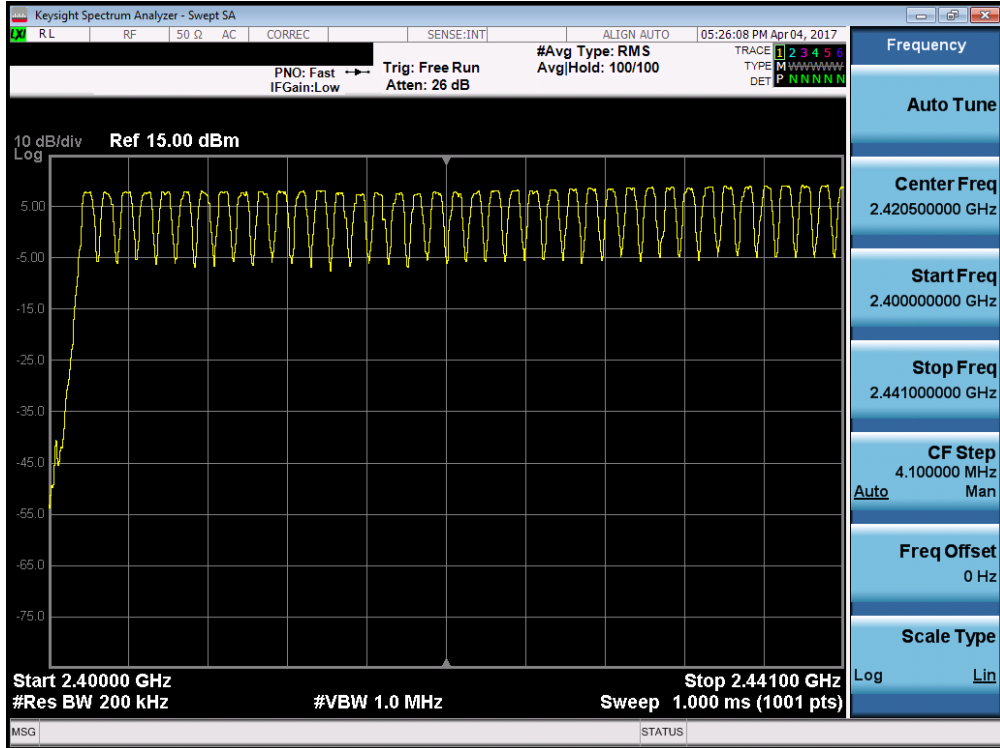 Keysight Spectrum Analyzer - Swept SA
LXI RL RF 50 Ω AC CORREC SENSE:INT ALIGN AUTO 05:26:08 PM Apr 04, 2017
PNO: Fast Trig: Free Run #Avg Type: RMS TRACE 1 2 3 4 5 6
IFGain:Low Atten: 26 dB Avg|Hold: 100/100 TYPE M WWWWW
DET P N N N N N
10 dB/div Ref 15.00 dBm
Log
5.00
-5.00
-15.0
-25.0
-35.0
-45.0
-55.0
-65.0
-75.0
Start 2.40000 GHz Stop 2.44100 GHz
#Res BW 200 kHz #VBW 1.0 MHz Sweep 1.000 ms (1001 pts)
MSG STATUS
Frequency
Auto Tune
Center Freq
2.420500000 GHz
Start Freq
2.400000000 GHz
Stop Freq
2.441000000 GHz
CF Step
4.100000 MHz
Auto Man
Freq Offset
0 Hz
Scale Type
Log Lin